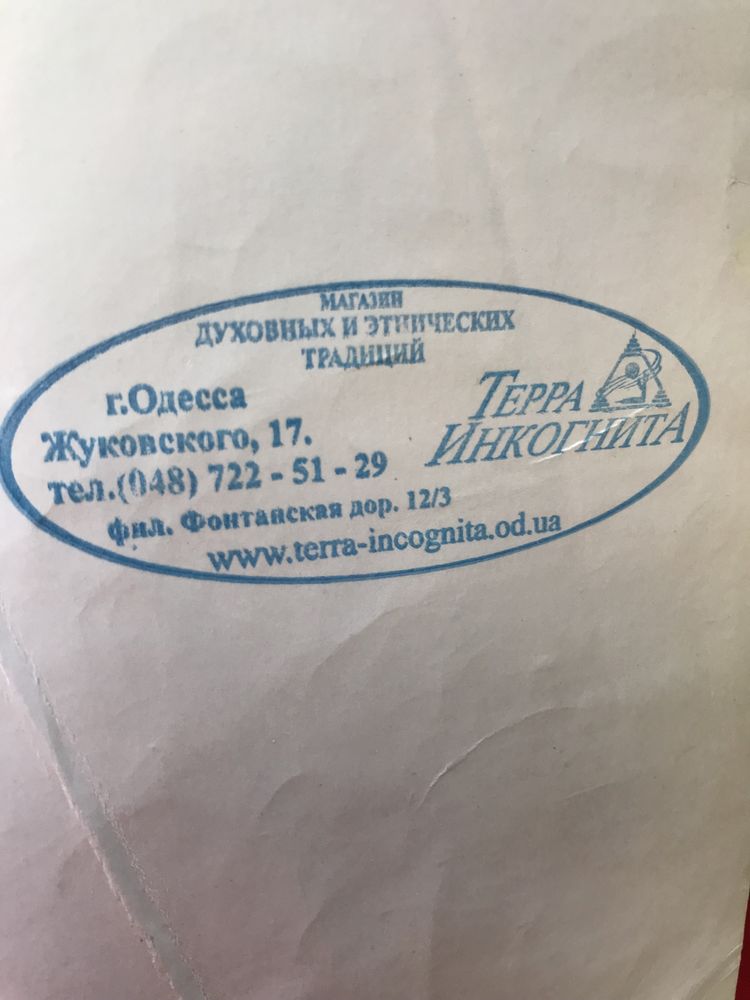 МАГАЗИН
ДУХОВНЫХ И ЭТНИЧЕСКИХ
ТРАДИЦИЙ
г.Одесса
Жуковского, 17.
тел.(048) 722 - 51 - 29
фил. Фонтанская дор. 12/3
www.terra-incognita.od.ua
ТЕРРА
ИНКОГНИТА